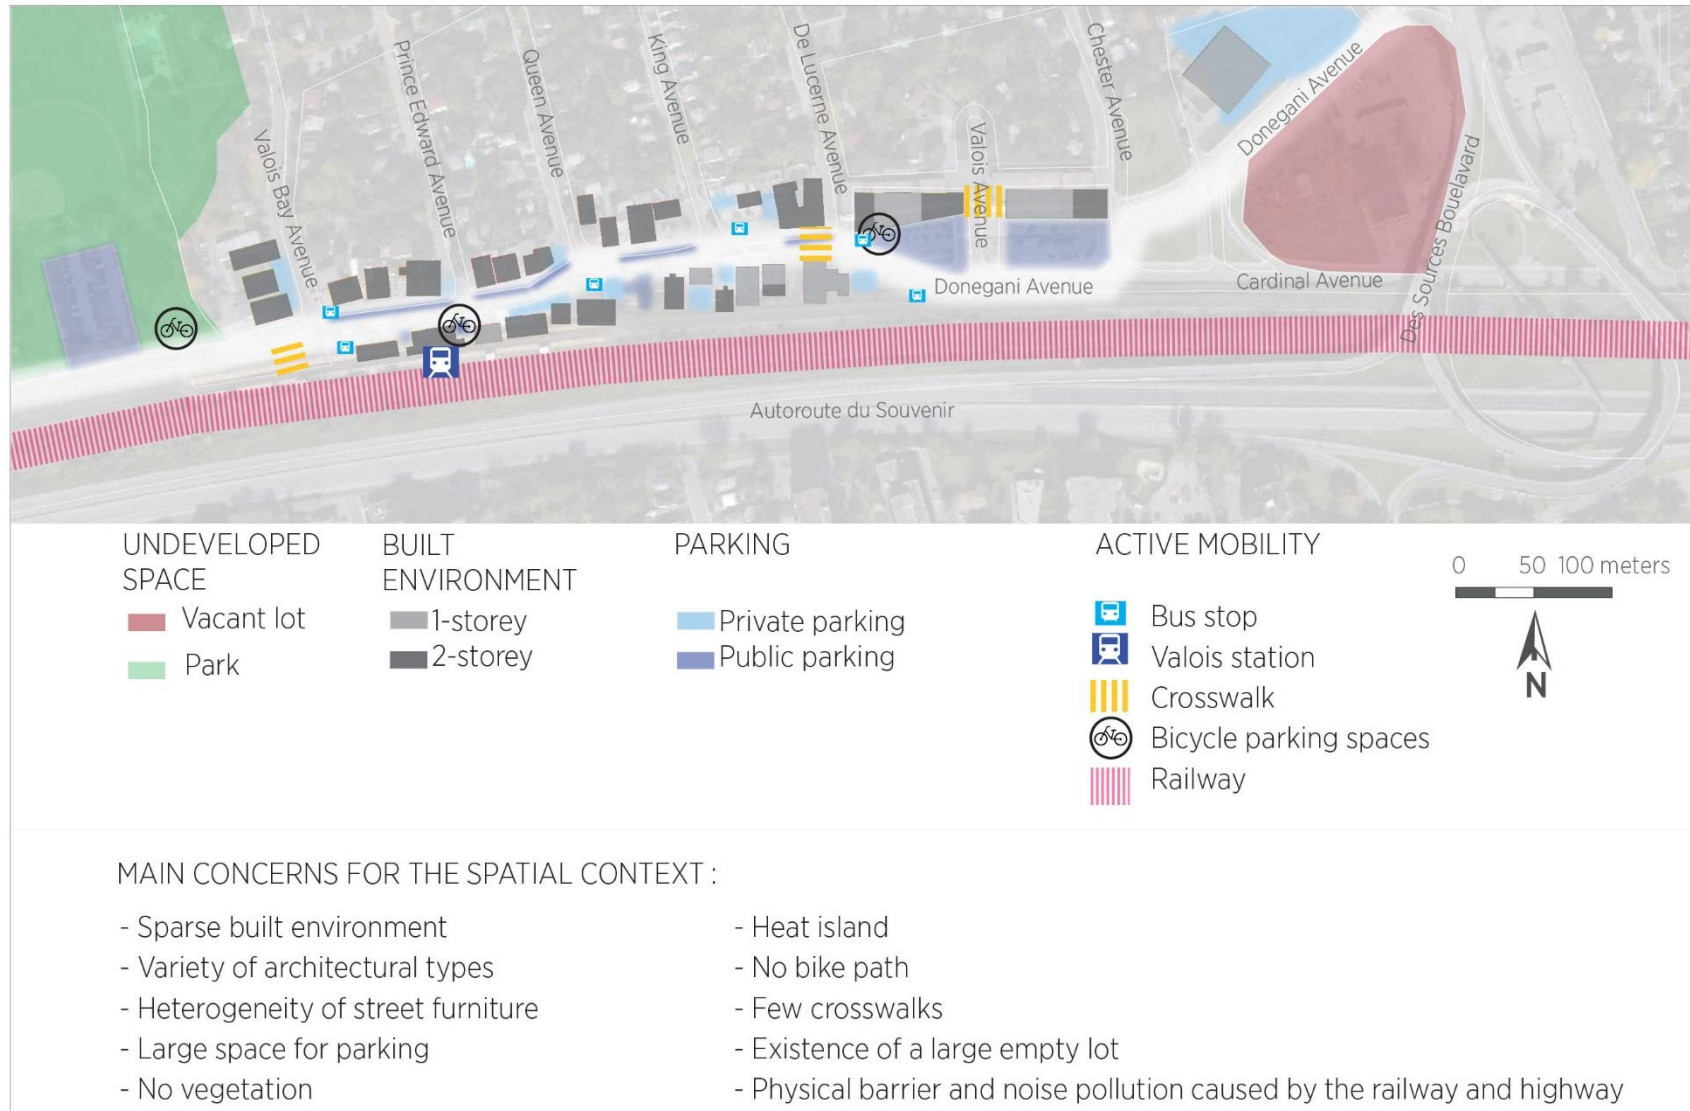 Prince Edward Avenue
Queen Avenue
King Avenue
De Lucerne Avenue
Chester Avenue
Donegani Avenue
Valois Bay Avenue
Valois Avenue
Des Sources Bouelavard
Donegani Avenue
Cardinal Avenue
Autoroute du Souvenir
UNDEVELOPED
SPACE
Vacant lot
Park
BUILT
ENVIRONMENT
1-storey
2-storey
PARKING
Private parking
Public parking
ACTIVE MOBILITY
Bus stop
Valois station
Crosswalk
Bicycle parking spaces
Railway
0 50 100 meters
N
MAIN CONCERNS FOR THE SPATIAL CONTEXT :
- Sparse built environment
- Variety of architectural types
- Heterogeneity of street furniture
- Large space for parking
- No vegetation
- Heat island
- No bike path
- Few crosswalks
- Existence of a large empty lot
- Physical barrier and noise pollution caused by the railway and highway